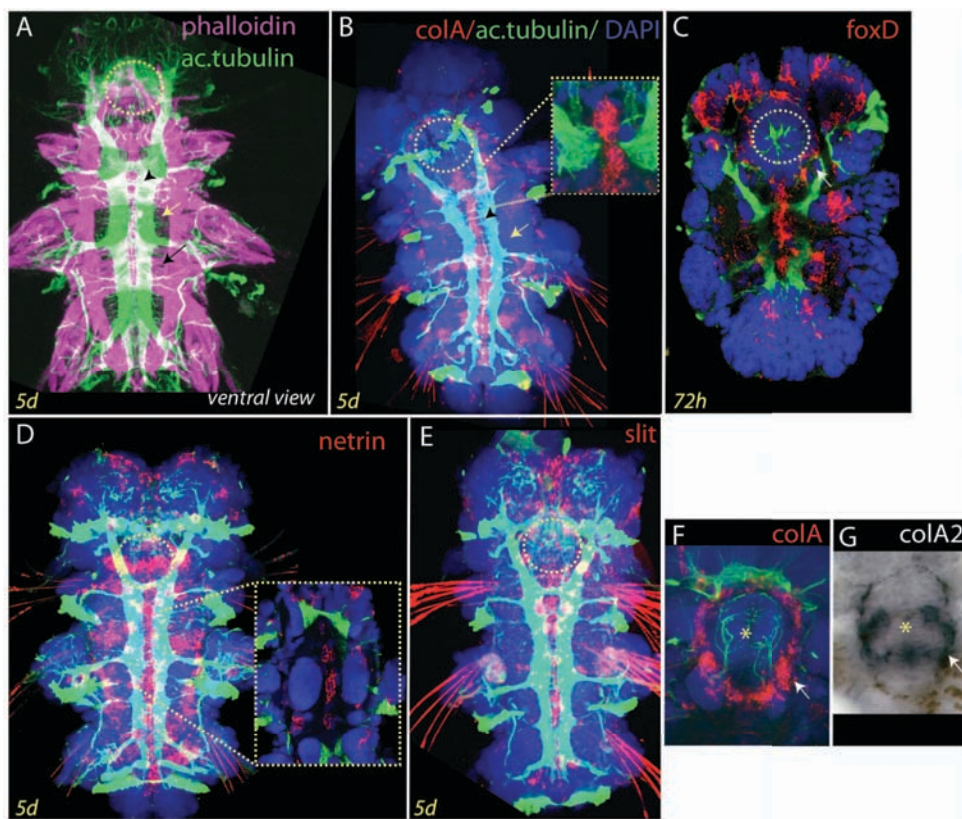 A phalloidin
ac.tubulin
5d ventral view
B colA/ac.tubulin/ DAPI
5d
C foxD
72h
D netrin
5d
E slit
5d
F colA
*
G colA2
*